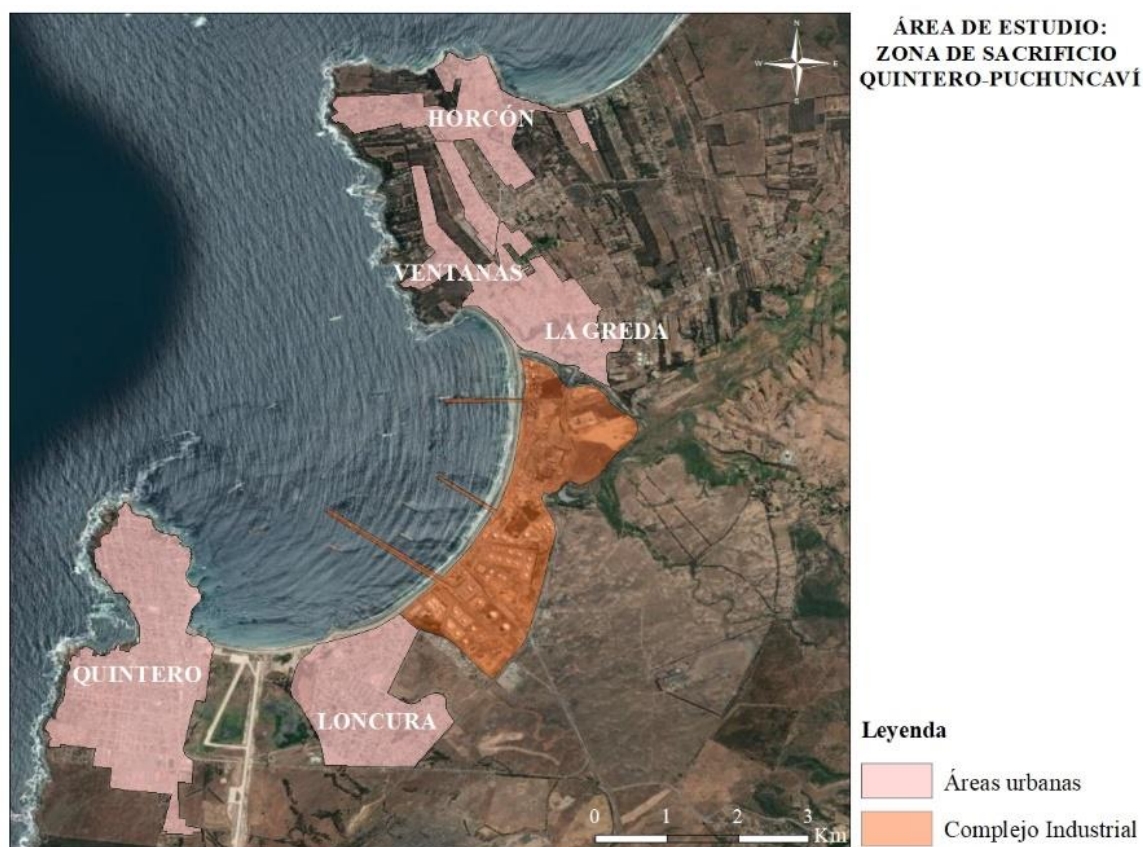 ÁREA DE ESTUDIO:
ZONA DE SACRIFICIO
QUINTERO-PUCHUNCAVÍ
N
W E
S
HORCÓN
VENTANAS
LA GREDA
QUINTERO
LONCURA
0 1 2 3
Km
Leyenda
Áreas urbanas
Complejo Industrial